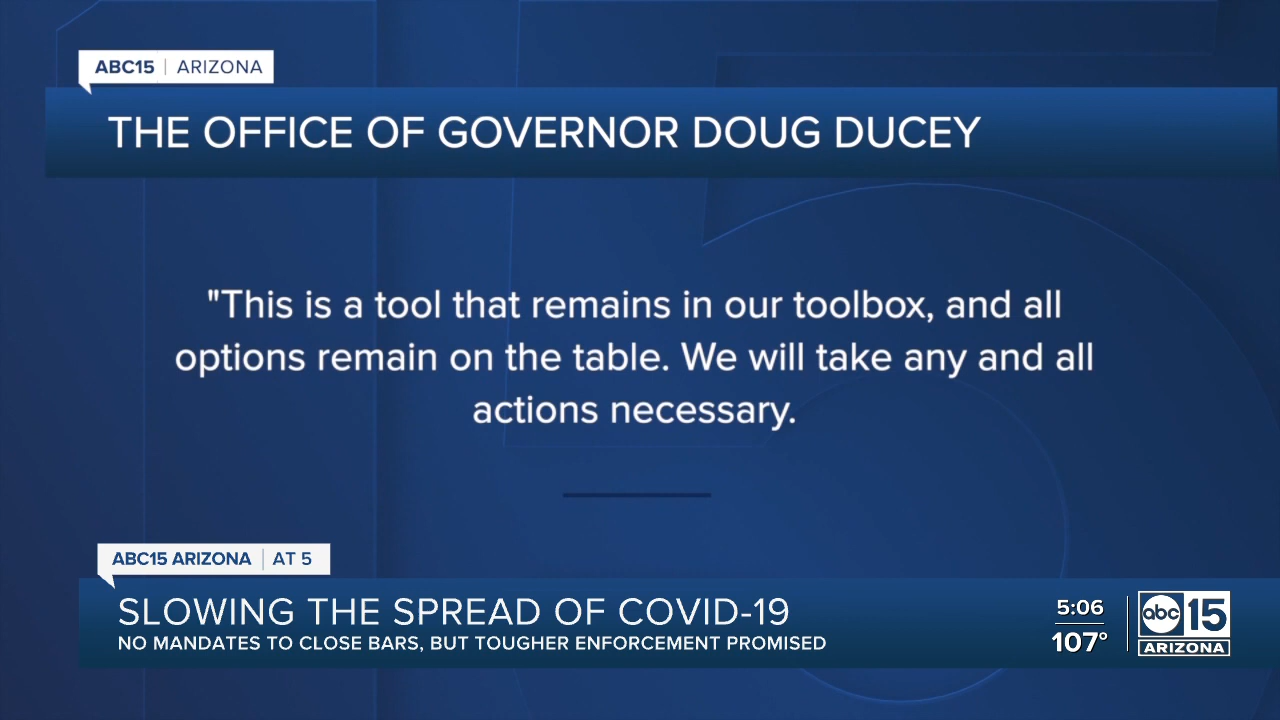 ABC15 | ARIZONA
THE OFFICE OF GOVERNOR DOUG DUCEY
"This is a tool that remains in our toolbox, and all
options remain on the table. We will take any and all
actions necessary.
ABC15 ARIZONA | AT 5
SLOWING THE SPREAD OF COVID-19
NO MANDATES TO CLOSE BARS, BUT TOUGHER ENFORCEMENT PROMISED
5:06
107°
abc 15
ARIZONA